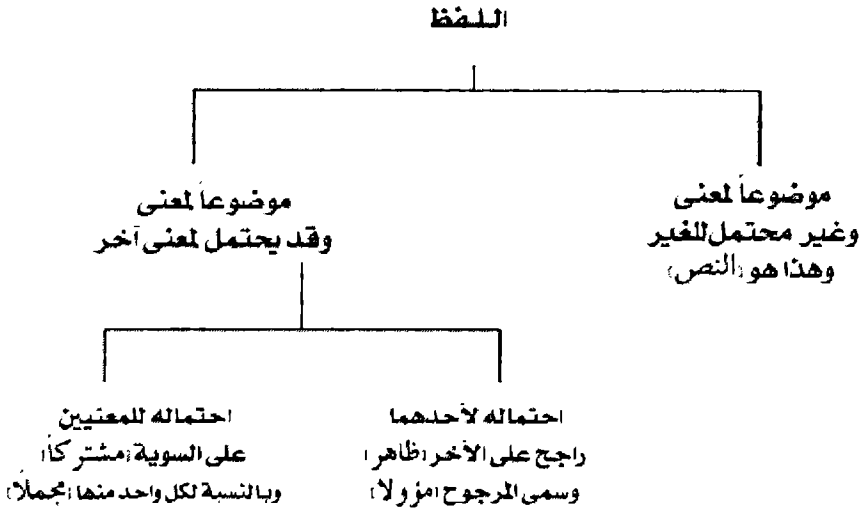 اللفظ
موضوعاً لمعنى
وغير محتمل للغير
وهذا هو (النص)
موضوعاً لمعنى
وقد يحتمل لمعنى آخر
احتماله لأحدهما
راجح على الآخر (ظاهر)
وسمى المرجوح (مؤولا)
احتماله للمعنيين
على السوية (مشتركاً)
وبالنسبة لكل واحد منها (مجملاً)